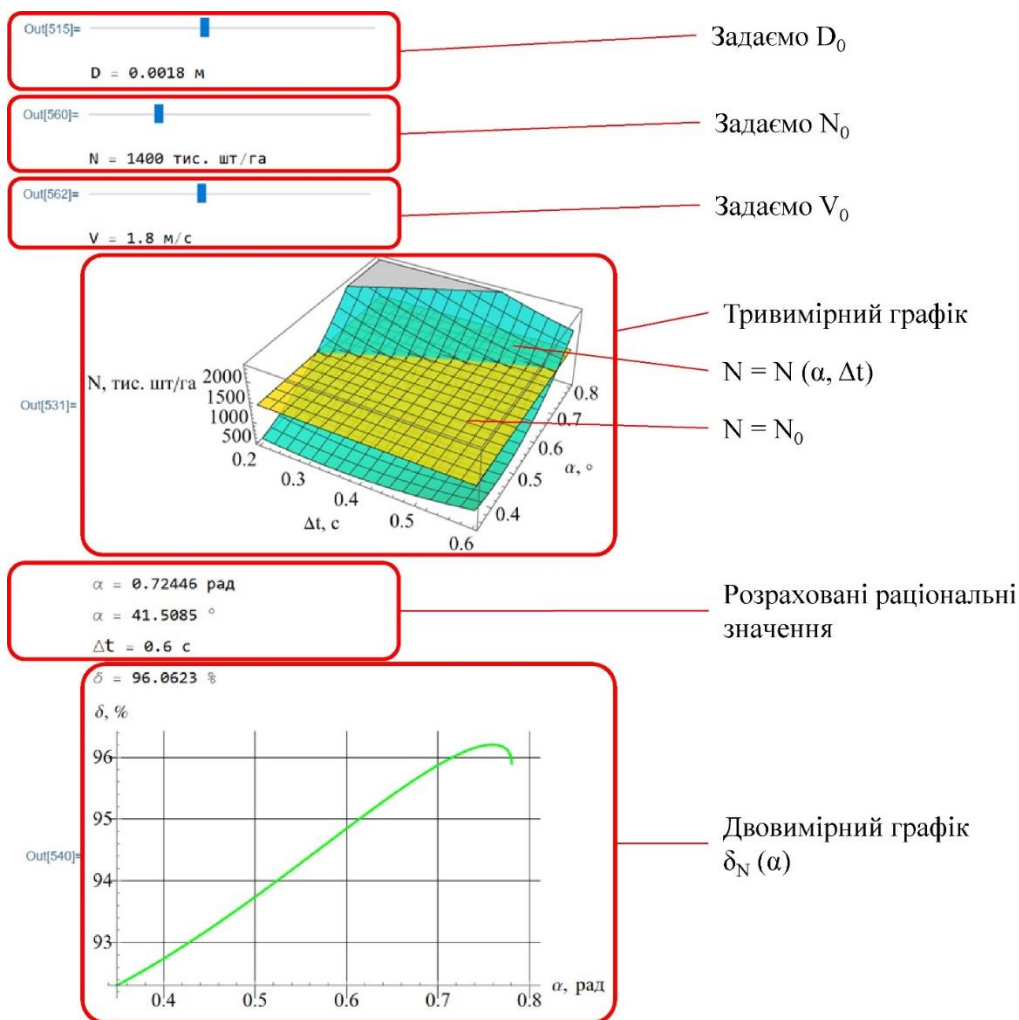 Out[515]=
D = 0.0018 м
Задаємо D₀
Out[560]=
N = 1400 тис. шт/га
Задаємо N₀
Out[562]=
V = 1.8 м/с
Задаємо V₀
Out[531]=
N, тис. шт/га
2000
1500
1000
500
0.2
0.3
0.4
0.5
0.6
Δt, с
0.4
0.5
0.6
0.7
0.8
α, °
Тривимірний графік
N = N (α, Δt)
N = N₀
α = 0.72446 рад
α = 41.5085 °
Δt = 0.6 с
δ = 96.0623 %
Розраховані раціональні
значення
Out[540]=
δ, %
96
95
94
93
0.4
0.5
0.6
0.7
0.8
α, рад
Двовимірний графік
δN (α)